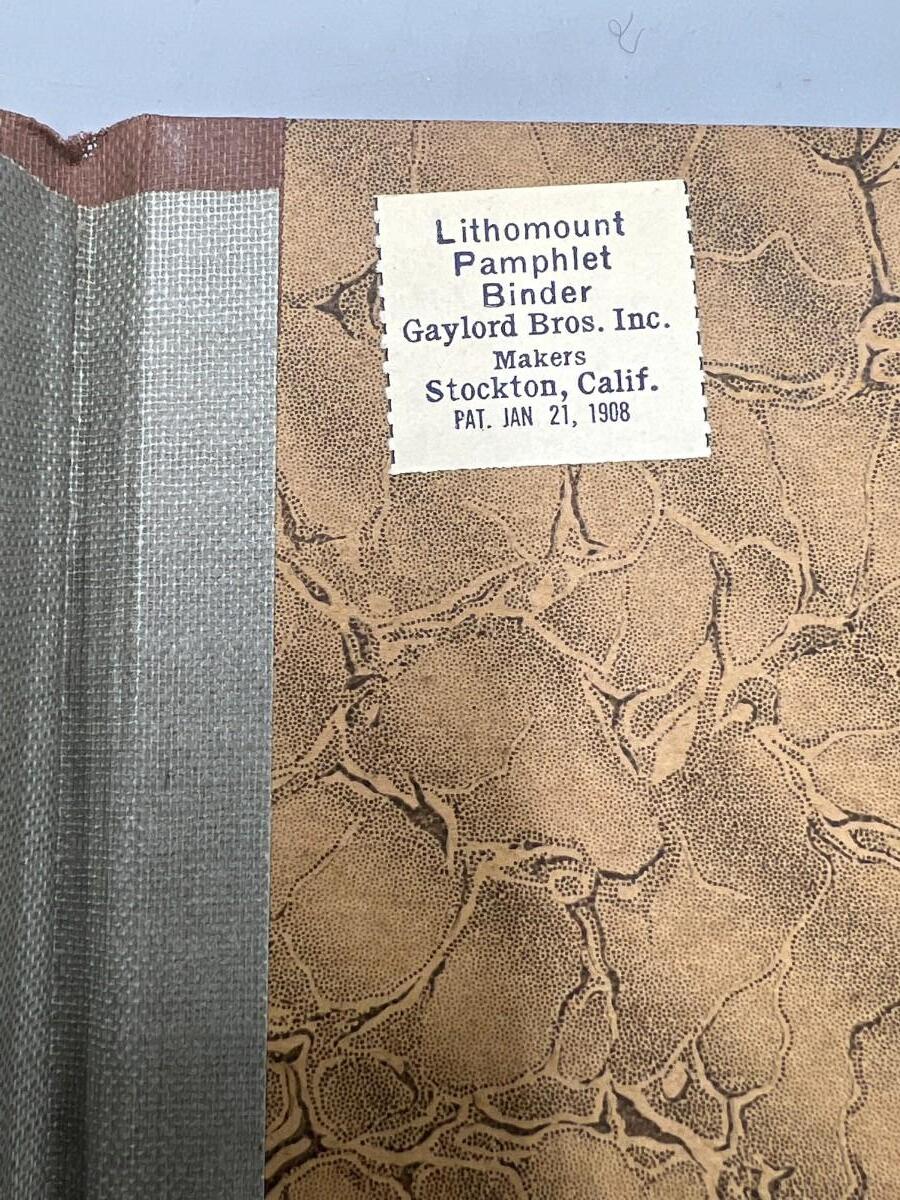 Lithomount
Pamphlet
Binder
Gaylord Bros. Inc.
Makers
Stockton, Calif.
PAT. JAN 21, 1908